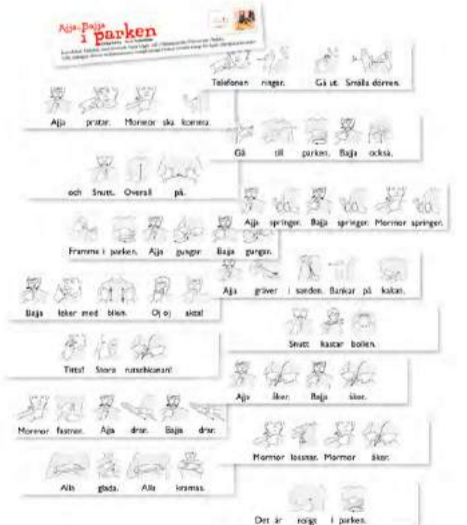 Ajja-Bajja
i parken
Ajja pratar. Mormor ska komma.
och Snutt. Overall på.
Framme i parken. Ajja gungar. Bajja gungar.
Bajja leker med bilen. Oj oj akta!
Titta! Stora rutschkanan!
Mormor fastnar. Ajja drar. Bajja drar.
Alla glada. Alla kramas.
Telefonen ringer. Gå ut. Smälla dörren.
Gå till parken. Bajja också.
Ajja springer. Bajja springer. Mormor springer.
Ajja gräver i sanden. Bankar på kakan.
Snutt kastar bollen.
Ajja åker. Bajja åker.
Mormor lossnar. Mormor åker.
Det är roligt i parken.